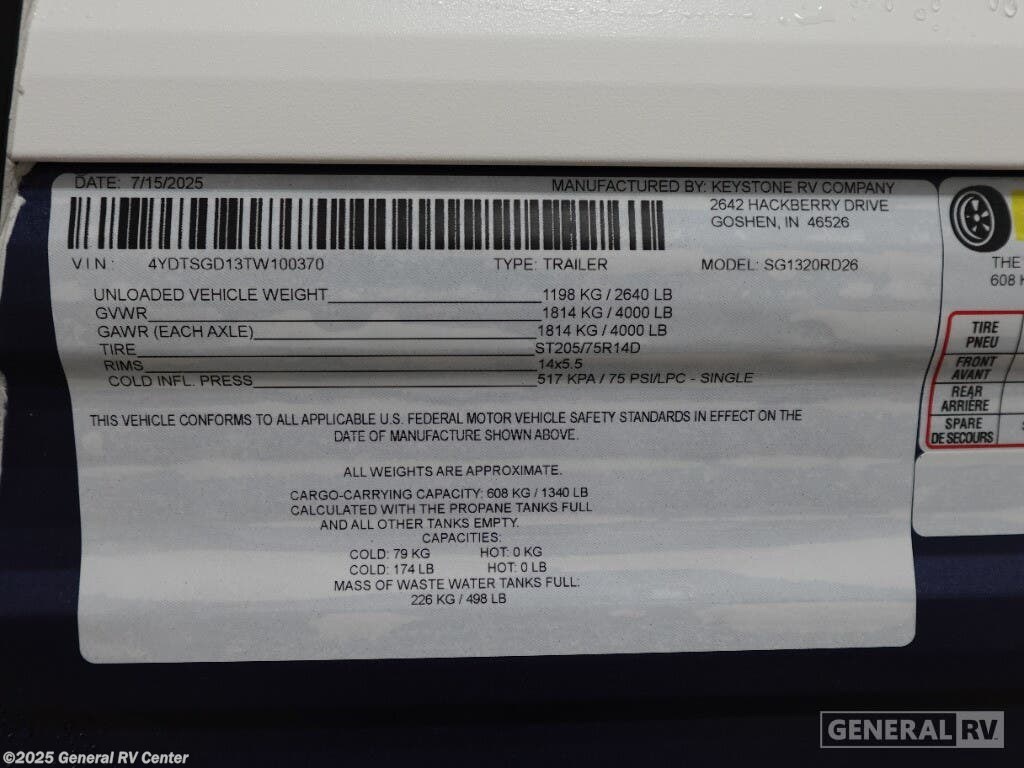 DATE: 7/15/2025
MANUFACTURED BY: KEYSTONE RV COMPANY
2642 HACKBERRY DRIVE
GOSHEN, IN 46526
VIN: 4YDTSGD13TW100370 TYPE: TRAILER MODEL: SG1320RD26
UNLOADED VEHICLE WEIGHT 1198 KG / 2640 LB
GVWR 1814 KG / 4000 LB
GAWR (EACH AXLE) 1814 KG / 4000 LB
TIRE ST205/75R14D
RIMS 14x5.5
COLD INFL. PRESS 517 KPA / 75 PSI/LPC - SINGLE
THIS VEHICLE CONFORMS TO ALL APPLICABLE U.S. FEDERAL MOTOR VEHICLE SAFETY STANDARDS IN EFFECT ON THE
DATE OF MANUFACTURE SHOWN ABOVE.
ALL WEIGHTS ARE APPROXIMATE.
CARGO-CARRYING CAPACITY: 608 KG / 1340 LB
CALCULATED WITH THE PROPANE TANKS FULL
AND ALL OTHER TANKS EMPTY.
CAPACITIES:
COLD: 79 KG HOT: 0 KG
COLD: 174 LB HOT: 0 LB
MASS OF WASTE WATER TANKS FULL:
226 KG / 498 LB
THE
608
TIRE
PNEU
FRONT
AVANT
REAR
ARRIÈRE
SPARE
DE SECOURS
GENERAL RV
©2025 General RV Center